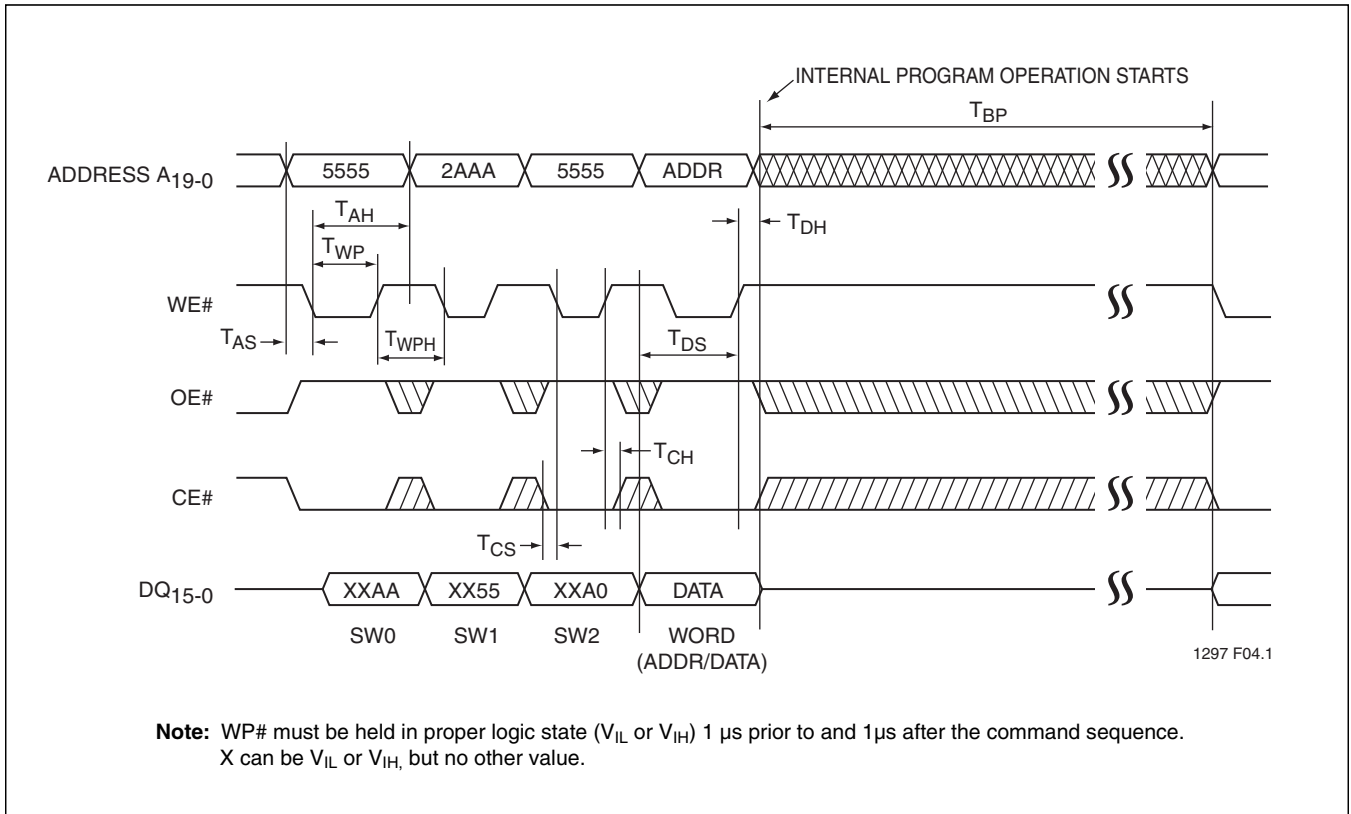 INTERNAL PROGRAM OPERATION STARTS
TBP
ADDRESS A19-0
5555
2AAA
5555
ADDR
TAH
TDH
TWP
WE#
TAS
TWPH
TDS
OE#
TCH
CE#
TCS
DQ15-0
XXAA
XX55
XXA0
DATA
SW0
SW1
SW2
WORD
(ADDR/DATA)
1297 F04.1
Note: WP# must be held in proper logic state (VIL or VIH) 1 µs prior to and 1µs after the command sequence.
X can be VIL or VIH, but no other value.